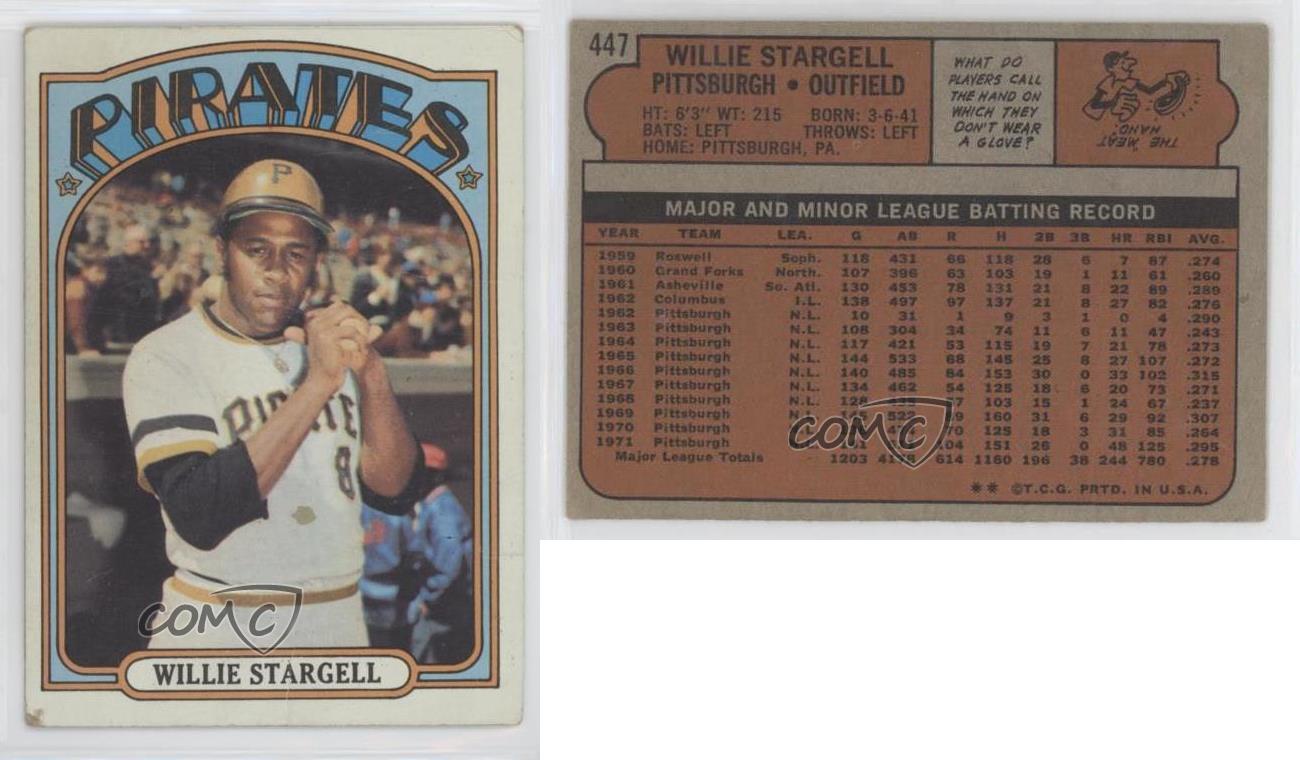 PIRATES
P
PIRATE
8
COMC
WILLIE STARGELL
447
WILLIE STARGELL
PITTSBURGH • OUTFIELD
HT: 6'3" WT: 215 BORN: 3-6-41
BATS: LEFT THROWS: LEFT
HOME: PITTSBURGH, PA.
WHAT DO
PLAYERS CALL
THE HAND ON
WHICH THEY
DON'T WEAR
A GLOVE?
THE "MEAT
HAND."
MAJOR AND MINOR LEAGUE BATTING RECORD
YEAR TEAM LEA. G AB R H 2B 3B HR RBI AVG.
1959 Roswell Soph. 118 431 66 118 28 6 7 87 .274
1960 Grand Forks North. 107 396 63 103 19 1 11 61 .260
1961 Asheville So. Atl. 130 453 78 131 21 8 22 89 .289
1962 Columbus I.L. 138 497 97 137 21 8 27 82 .276
1962 Pittsburgh N.L. 10 31 1 9 3 1 0 4 .290
1963 Pittsburgh N.L. 108 304 34 74 11 6 11 47 .243
1964 Pittsburgh N.L. 117 421 53 115 19 7 21 78 .273
1965 Pittsburgh N.L. 144 533 68 145 25 8 27 107 .272
1966 Pittsburgh N.L. 140 485 84 153 30 0 33 102 .315
1967 Pittsburgh N.L. 134 462 54 125 18 6 20 73 .271
1968 Pittsburgh N.L. 128 57 103 15 1 24 67 .237
1969 Pittsburgh N.L. 522 89 160 31 6 29 92 .307
1970 Pittsburgh N.L. 70 125 18 3 31 85 .264
1971 Pittsburgh N.L. 104 151 26 0 48 125 .295
Major League Totals 1203 614 1160 196 38 244 780 .278
COMC
** ©T.C.G. PRTD. IN U.S.A.